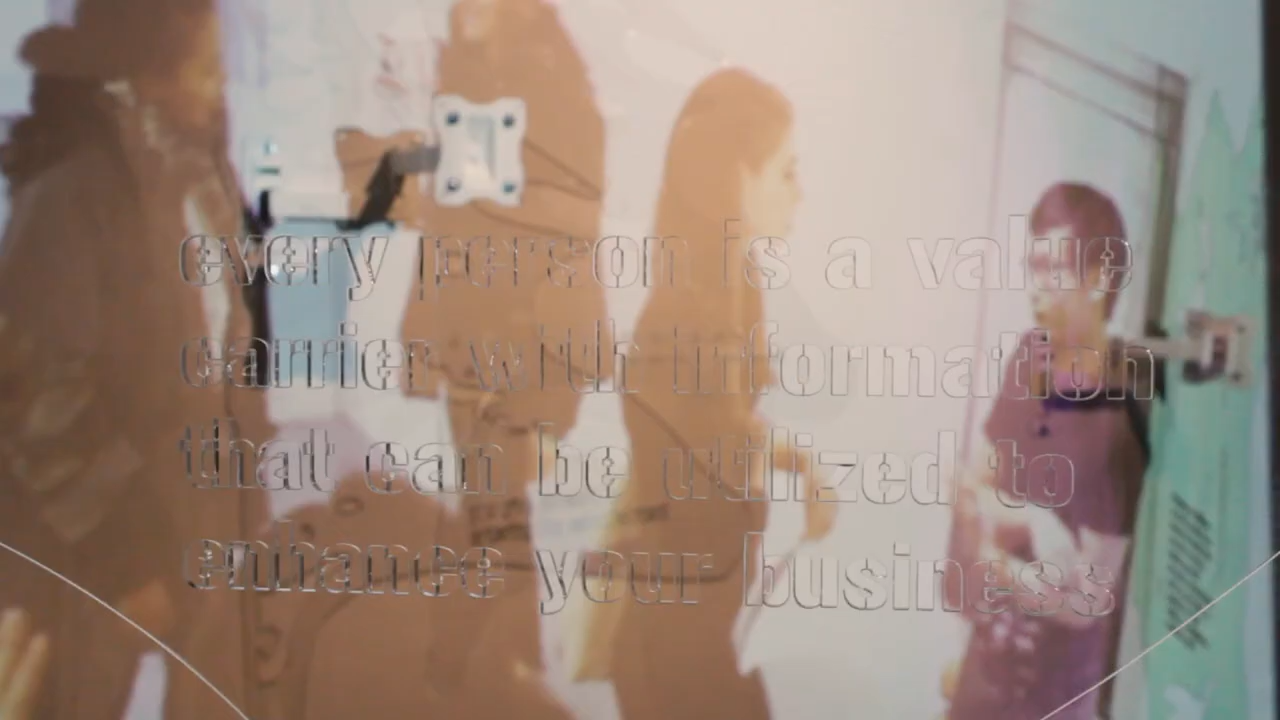 every person is a value
carrier with information
that can be utilized to
enhance your business